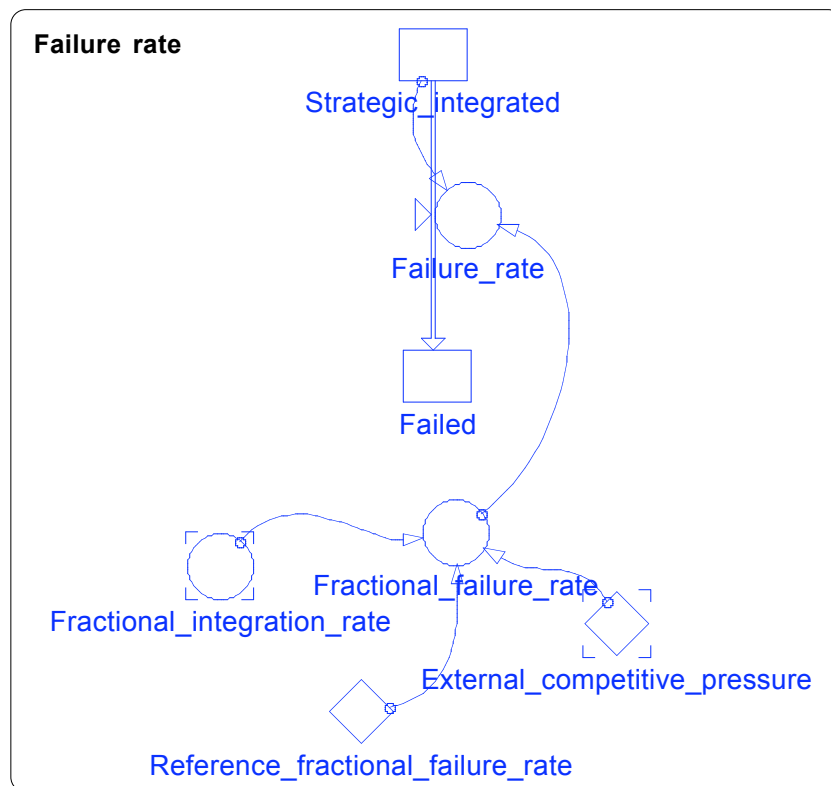 Failure rate
Strategic_integrated
Failure_rate
Failed
Fractional_failure_rate
Fractional_integration_rate
External_competitive_pressure
Reference_fractional_failure_rate